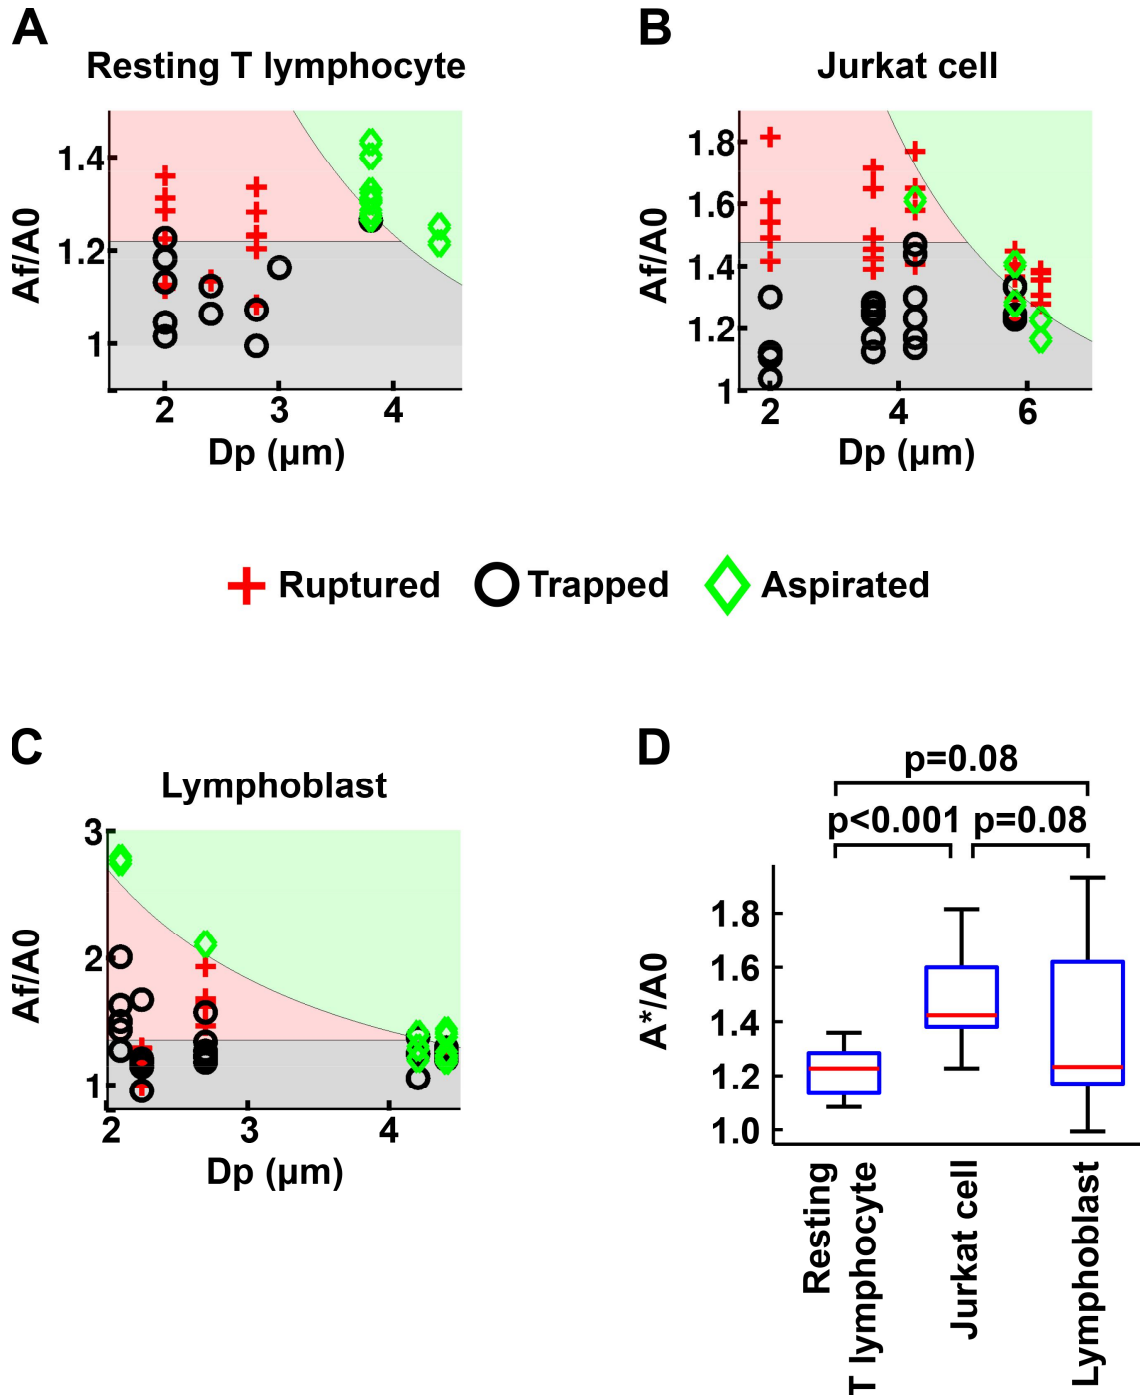 A
Resting T lymphocyte
Af/A0
1.4
1.2
1
2 3 4
Dp (µm)
B
Jurkat cell
Af/A0
1.8
1.6
1.4
1.2
1
2 4 6
Dp (µm)
Ruptured Trapped Aspirated
C
Lymphoblast
Af/A0
3
2
1
2 3 4
Dp (µm)
D
p=0.08
p<0.001 p=0.08
A*/A0
1.8
1.6
1.4
1.2
1.0
Resting
T lymphocyte
Jurkat cell
Lymphoblast